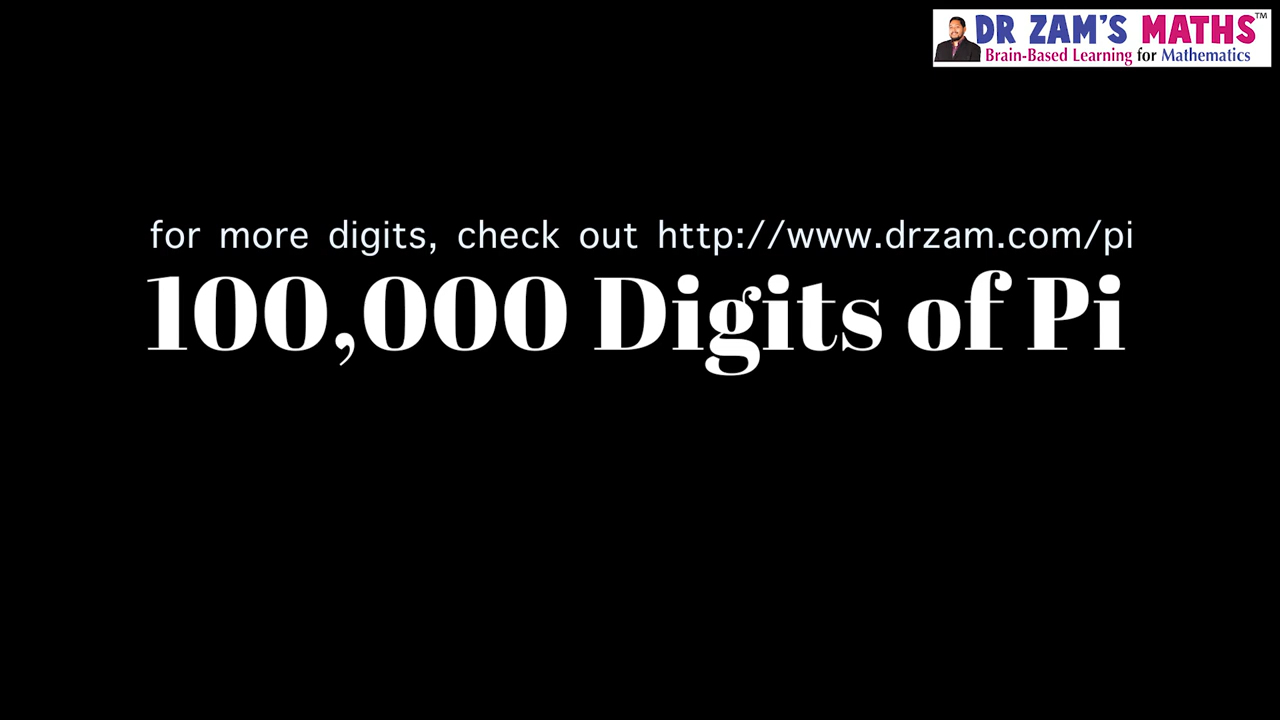 DR ZAM'S MATHS™
Brain-Based Learning for Mathematics
for more digits, check out http://www.drzam.com/pi
100,000 Digits of Pi